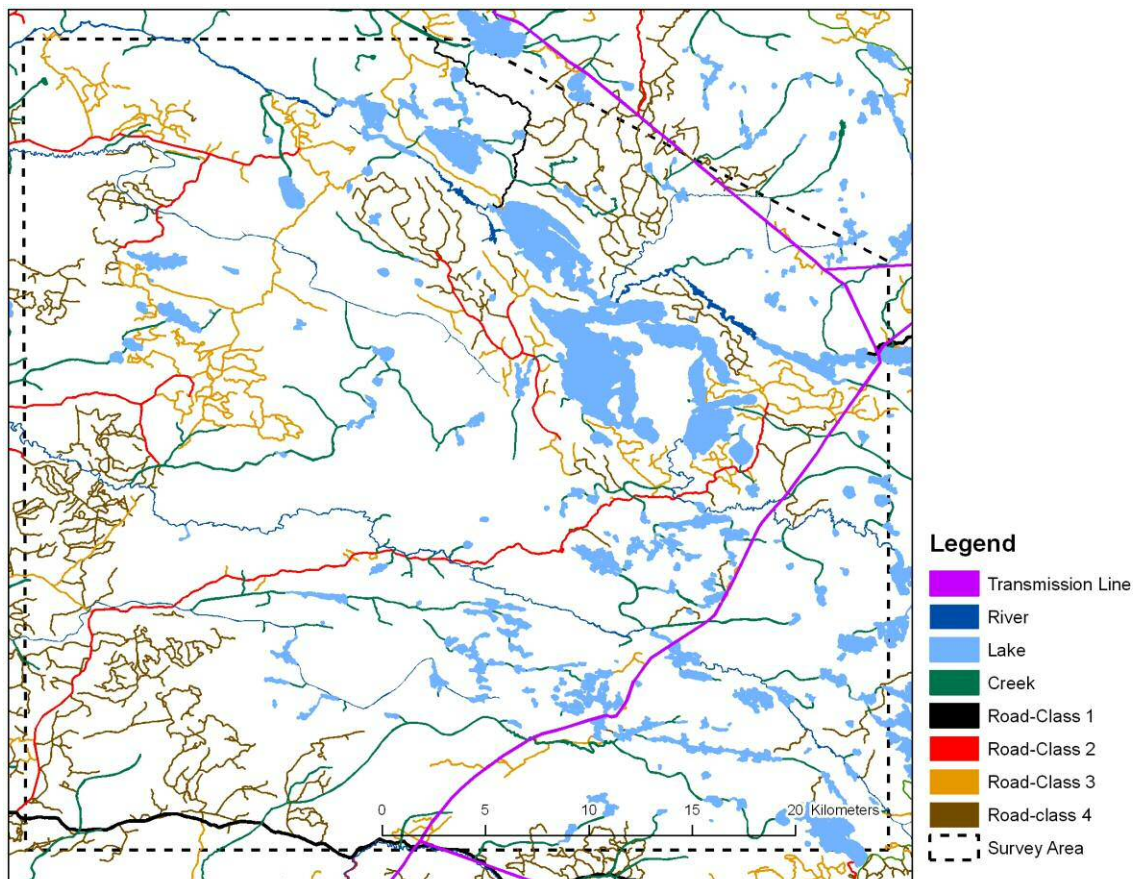 0 5 10 15 20 Kilometers
Legend
Transmission Line
River
Lake
Creek
Road-Class 1
Road-Class 2
Road-Class 3
Road-class 4
Survey Area